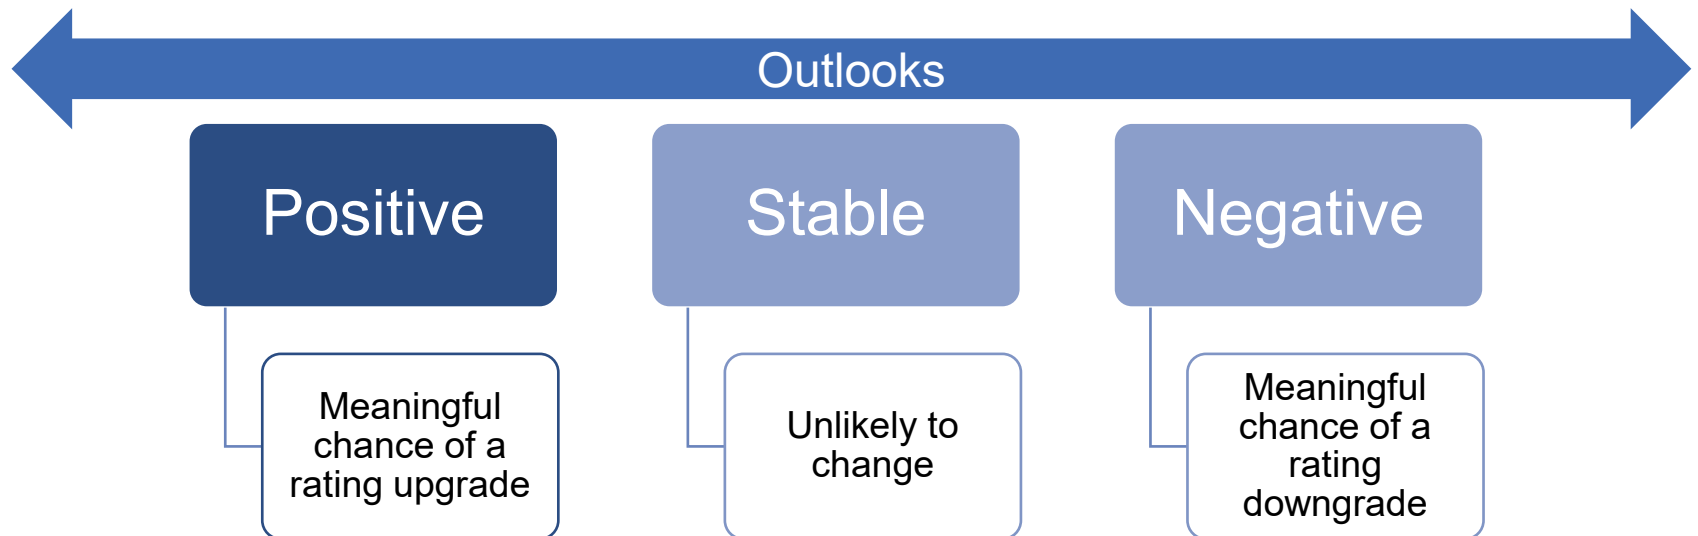 Outlooks
Positive
Stable
Negative
Meaningful
chance of a
rating upgrade
Unlikely to
change
Meaningful
chance of a
rating
downgrade